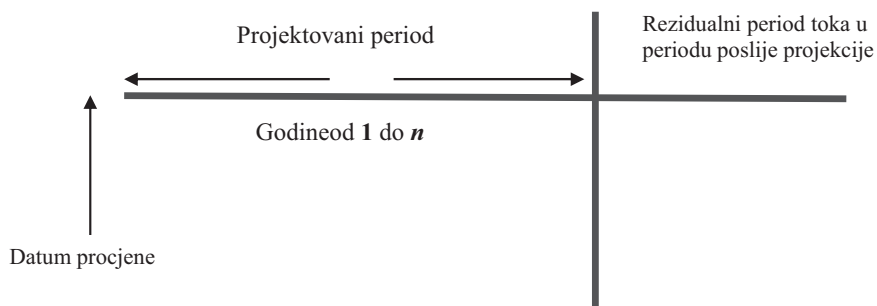 Projektovani period
Rezidualni period toka u
periodu poslije projekcije
Godineod 1 do n
Datum procjene